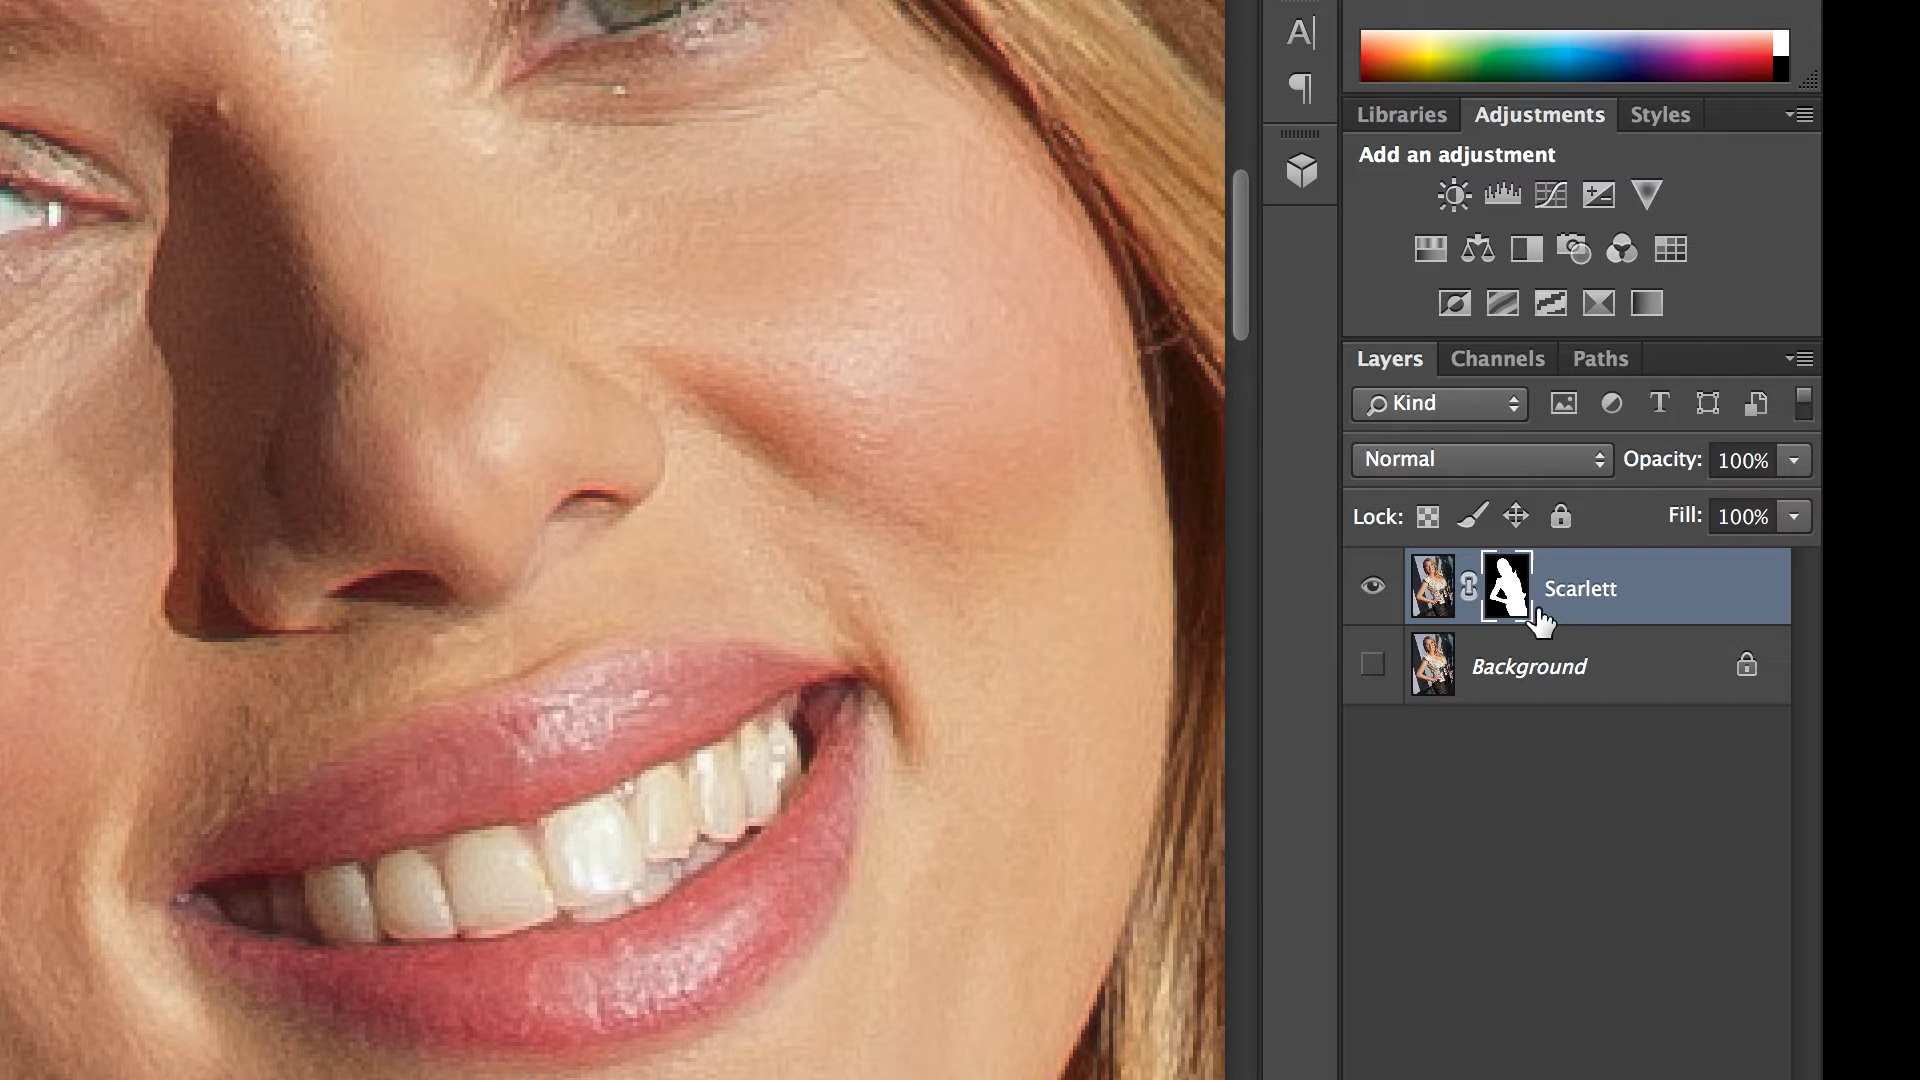 A|
Libraries Adjustments Styles
Add an adjustment
Layers Channels Paths
Kind T
Normal Opacity: 100%
Lock: Fill: 100%
Scarlett
Background